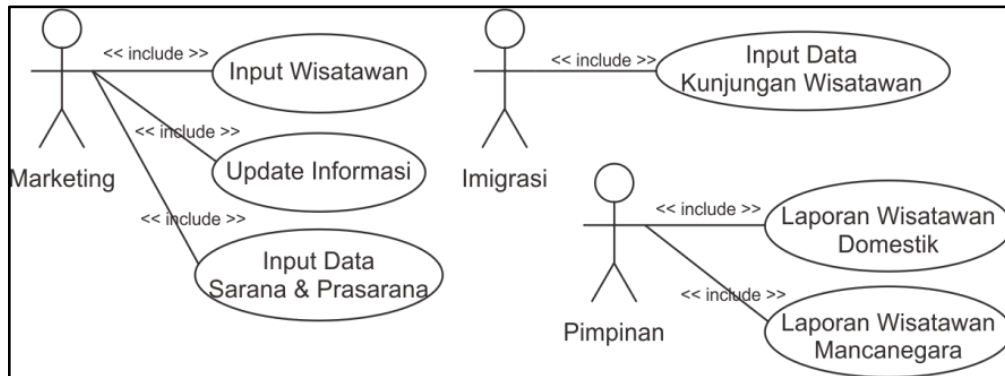 << include >>
Input Wisatawan
<< include >>
Update Informasi
<< include >>
Input Data
Sarana & Prasarana
Marketing
<< include >>
Input Data
Kunjungan Wisatawan
Imigrasi
<< include >>
Laporan Wisatawan
Domestik
<< include >>
Laporan Wisatawan
Mancanegara
Pimpinan